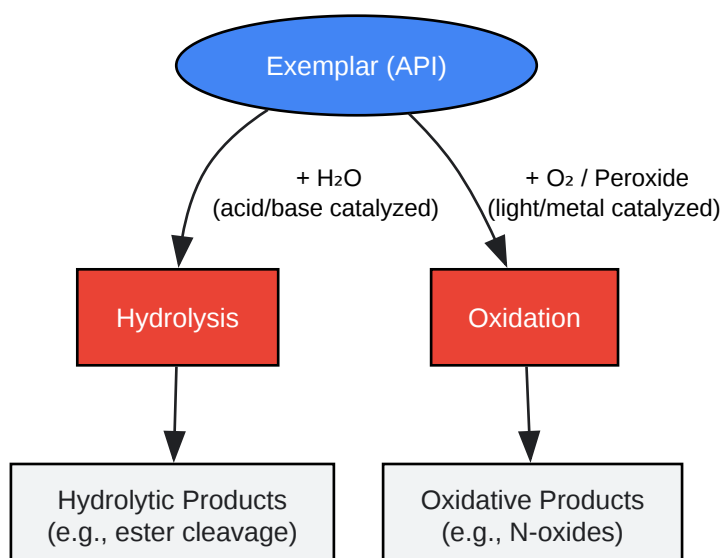 Exemplar (API)
+ H₂O
(acid/base catalyzed)
+ O₂ / Peroxide
(light/metal catalyzed)
Hydrolysis
Oxidation
Hydrolytic Products
(e.g., ester cleavage)
Oxidative Products
(e.g., N-oxides)